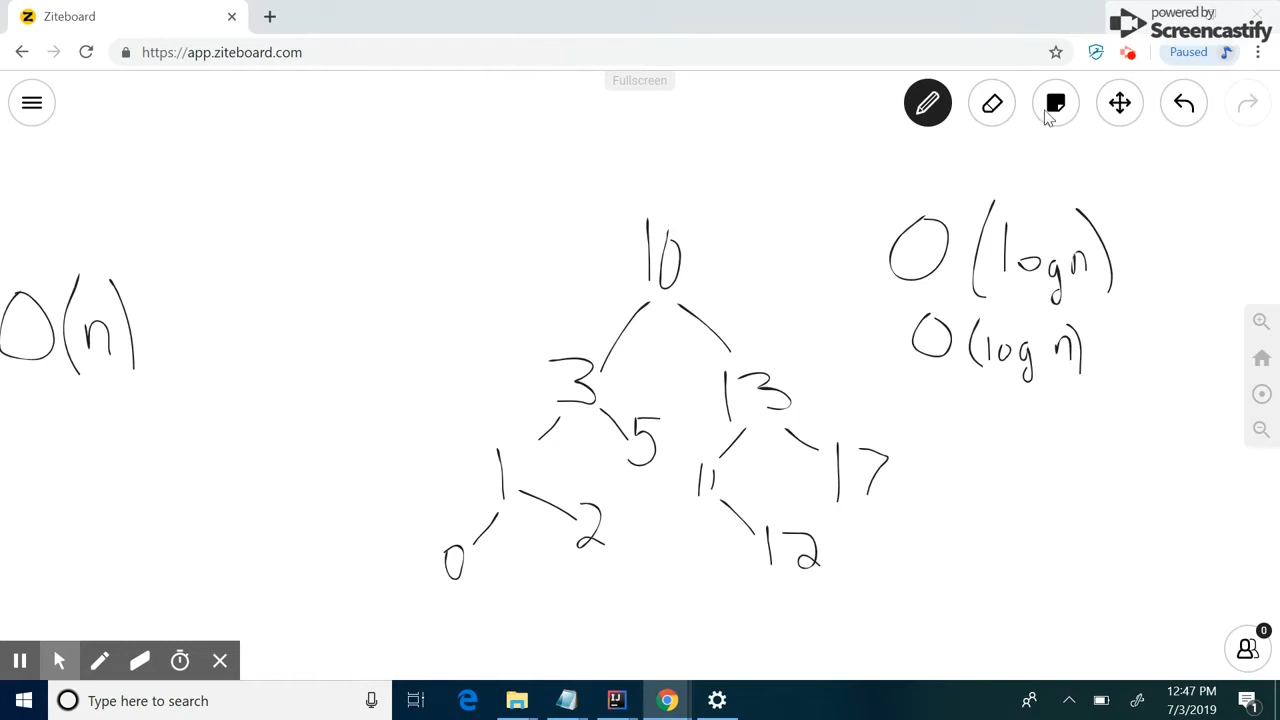 Ziteboard
powered by
Screencastify
https://app.ziteboard.com
Paused
Fullscreen
10
O(log n)
O(n)
O(log n)
3
13
5
1
11
17
2
12
0
0
Type here to search
12:47 PM
7/3/2019
1